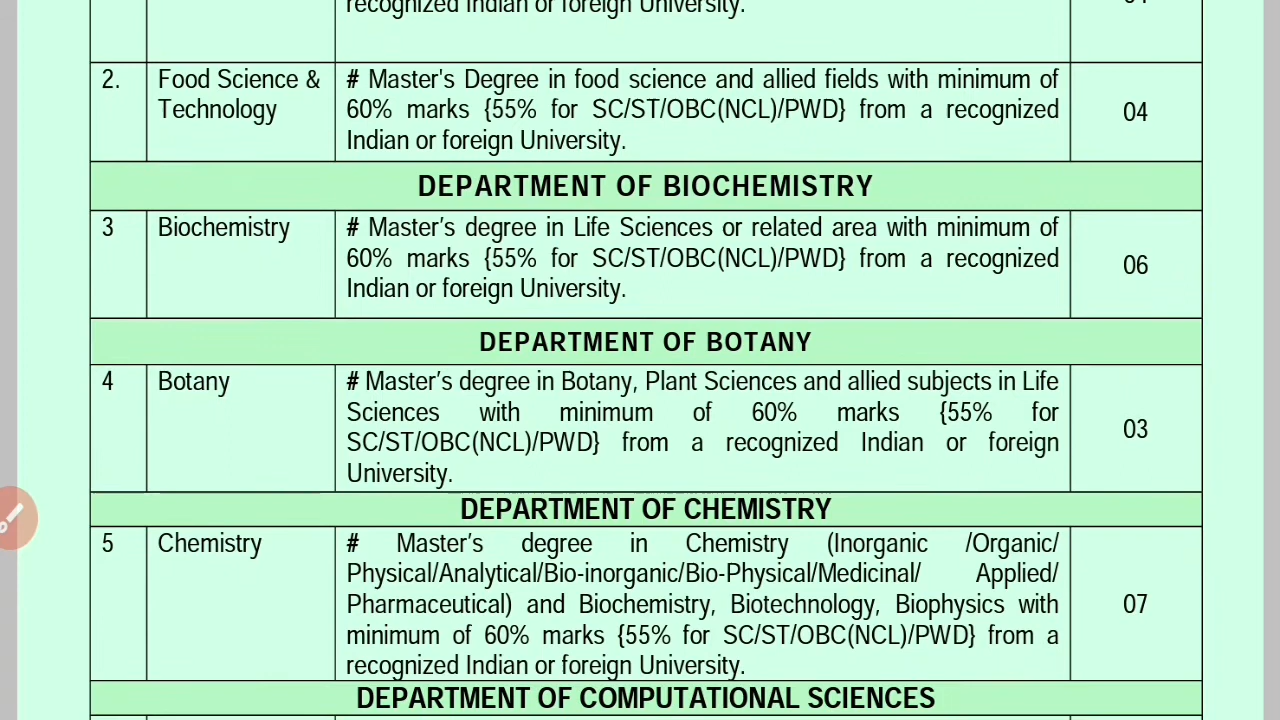 recognized Indian or foreign University.
2. Food Science & # Master's Degree in food science and allied fields with minimum of
Technology 60% marks {55% for SC/ST/OBC(NCL)/PWD} from a recognized 04
Indian or foreign University.
DEPARTMENT OF BIOCHEMISTRY
3 Biochemistry # Master’s degree in Life Sciences or related area with minimum of
60% marks {55% for SC/ST/OBC(NCL)/PWD} from a recognized 06
Indian or foreign University.
DEPARTMENT OF BOTANY
4 Botany # Master’s degree in Botany, Plant Sciences and allied subjects in Life
Sciences with minimum of 60% marks {55% for
SC/ST/OBC(NCL)/PWD} from a recognized Indian or foreign 03
University.
DEPARTMENT OF CHEMISTRY
5 Chemistry # Master’s degree in Chemistry (Inorganic /Organic/
Physical/Analytical/Bio-inorganic/Bio-Physical/Medicinal/ Applied/
Pharmaceutical) and Biochemistry, Biotechnology, Biophysics with 07
minimum of 60% marks {55% for SC/ST/OBC(NCL)/PWD} from a
recognized Indian or foreign University.
DEPARTMENT OF COMPUTATIONAL SCIENCES